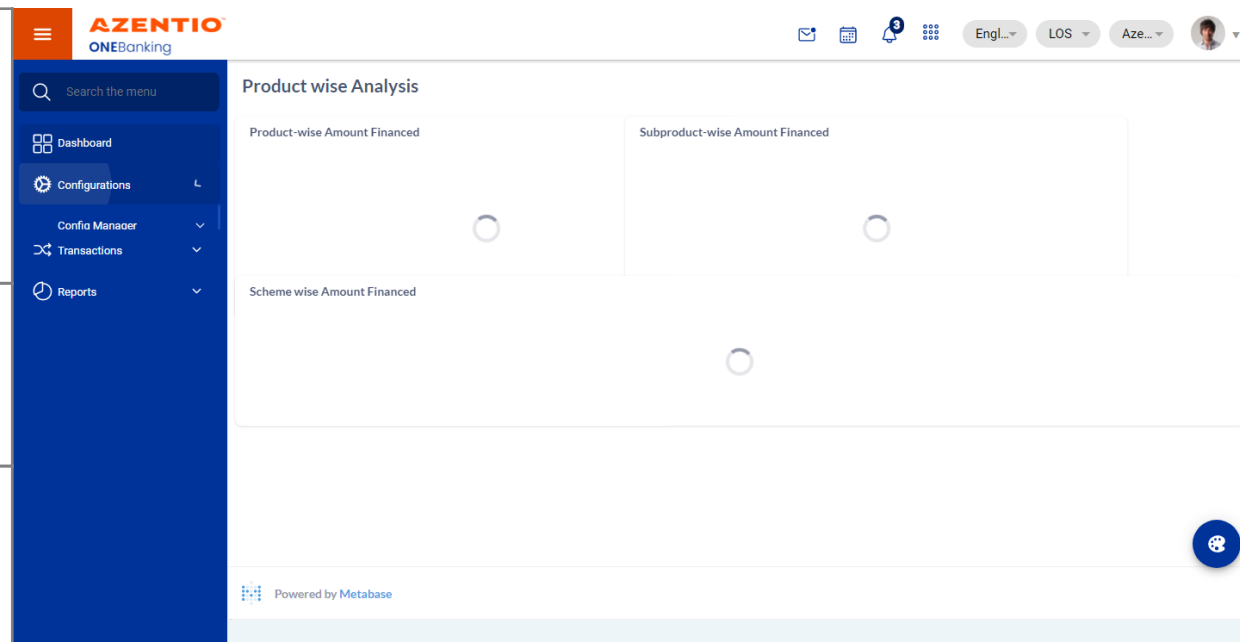 AZENTIO
ONEBanking
3
Engl...
LOS
Aze...
Search the menu
Dashboard
Configurations
Config Manager
Transactions
Reports
Product wise Analysis
Product-wise Amount Financed
Subproduct-wise Amount Financed
Scheme wise Amount Financed
Powered by Metabase